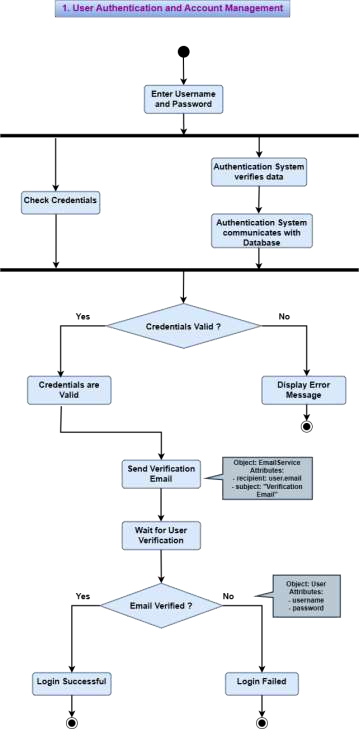 1. User Authentication and Account Management
Enter Username
and Password
Check Credentials
Authentication System
verifies data
Authentication System
communicates with
Database
Credentials Valid ?
Yes
No
Credentials are
Valid
Display Error
Message
Send Verification
Email
Object: EmailService
Attributes:
- recipient: user.email
- subject: "Verification
Email"
Wait for User
Verification
Email Verified ?
Yes
No
Object: User
Attributes:
- username
- password
Login Successful
Login Failed